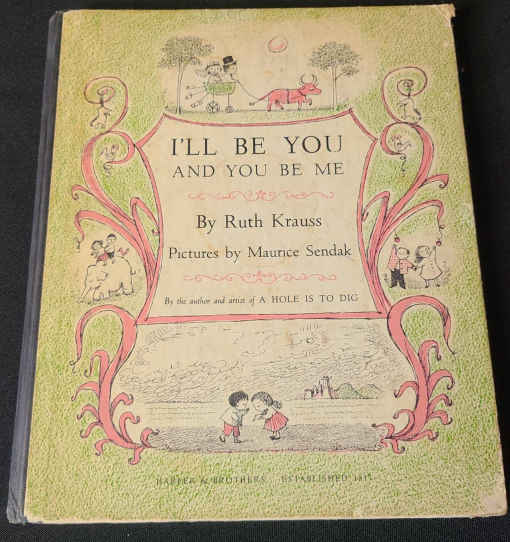 I'LL BE YOU
AND YOU BE ME
By Ruth Krauss
Pictures by Maurice Sendak
By the author and artist of A HOLE IS TO DIG
HARPER & BROTHERS ESTABLISHED 1817